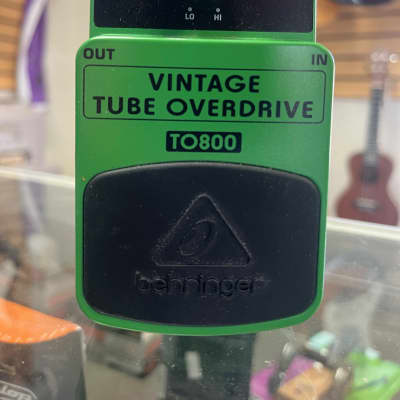 LO HI
OUT IN
VINTAGE
TUBE OVERDRIVE
TO800
behringer